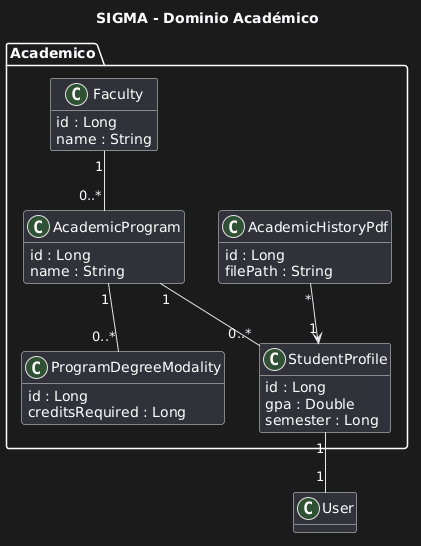 SIGMA - Dominio Académico
Academico
C Faculty
id : Long
name : String
1
0..*
C AcademicProgram
id : Long
name : String
C AcademicHistoryPdf
id : Long
filePath : String
1
1
*
0..*
0..*
1
C ProgramDegreeModality
id : Long
creditsRequired : Long
C StudentProfile
id : Long
gpa : Double
semester : Long
1
1
C User